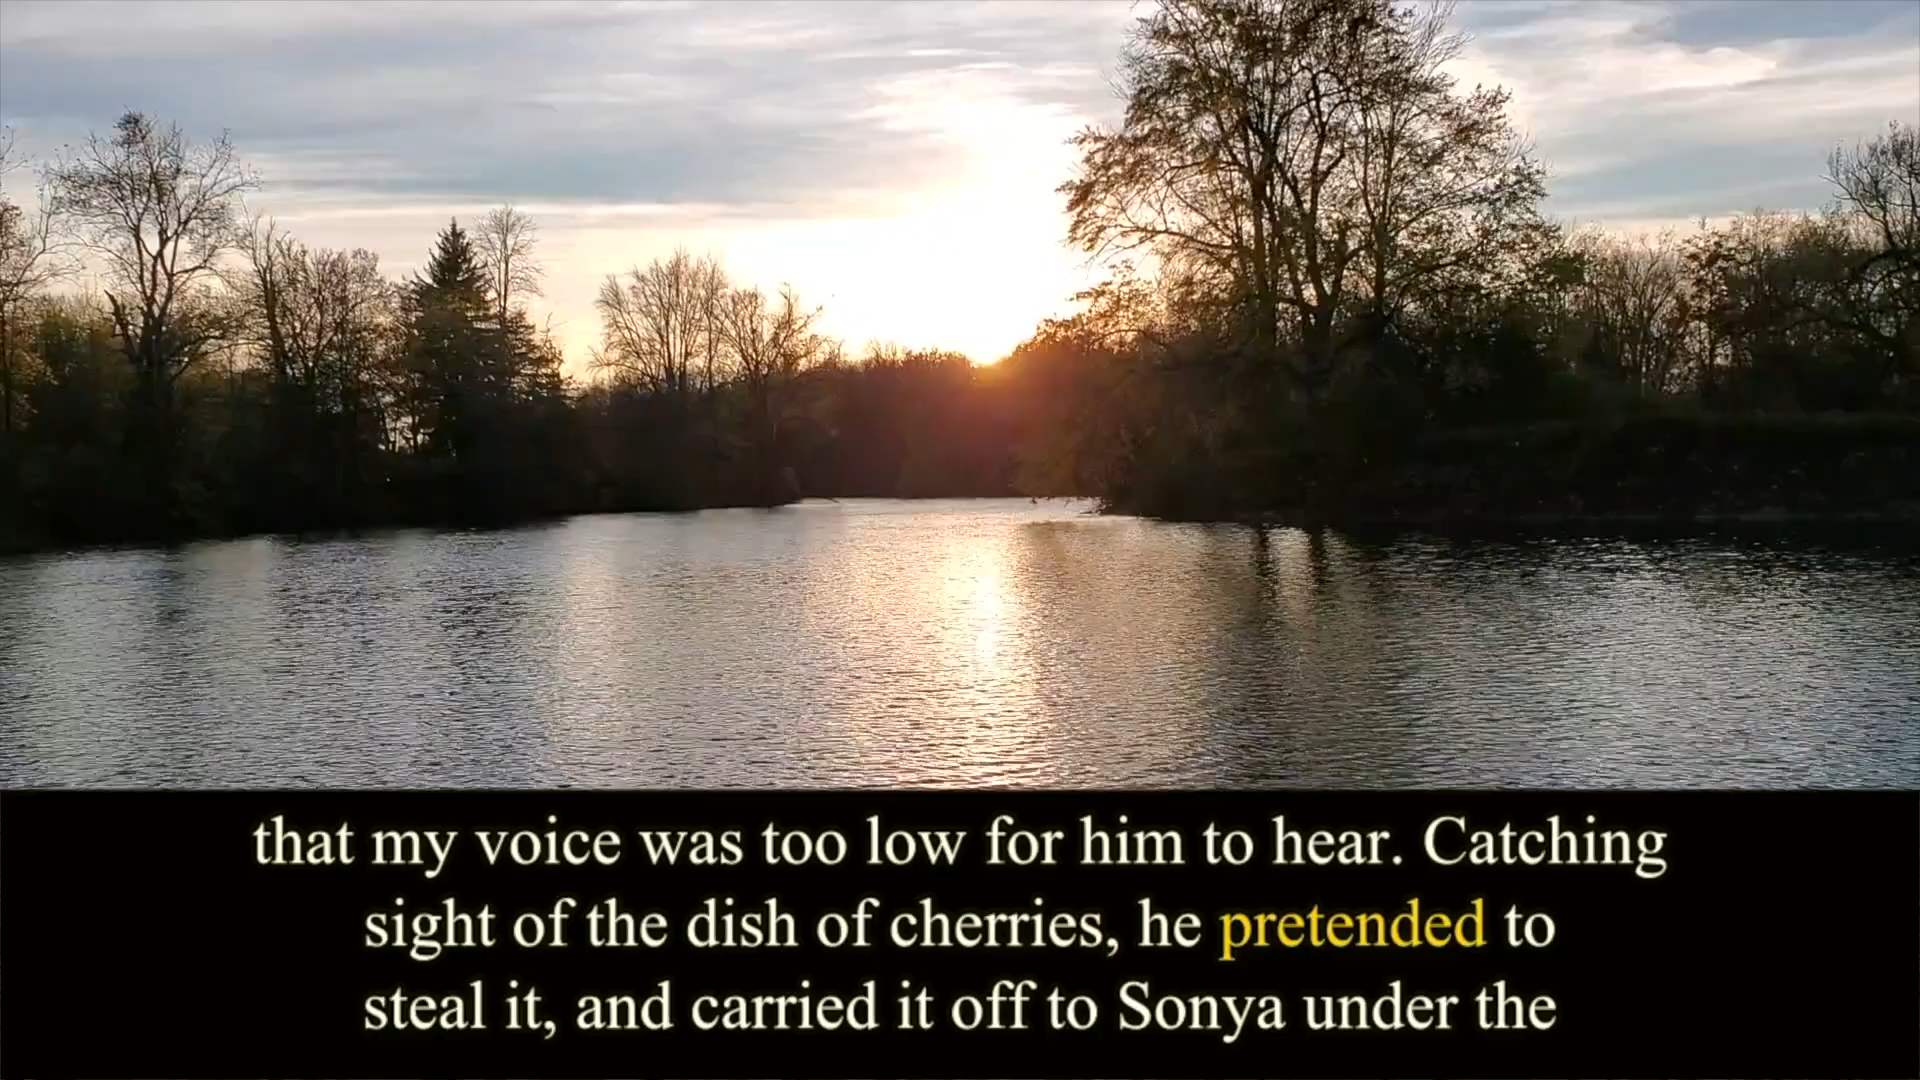 that my voice was too low for him to hear. Catching
sight of the dish of cherries, he pretended to
steal it, and carried it off to Sonya under the